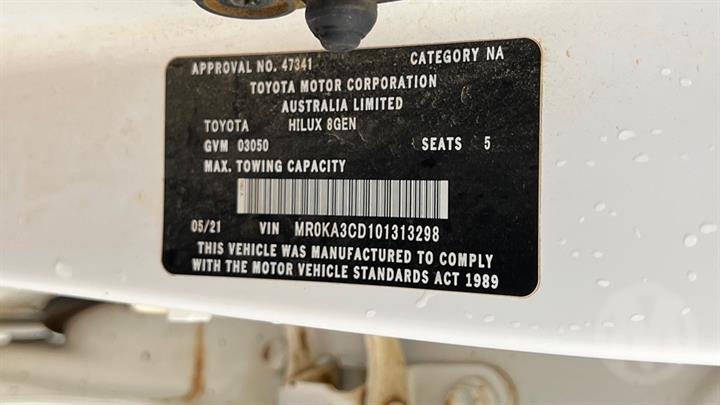 APPROVAL NO. 47341 CATEGORY NA
TOYOTA MOTOR CORPORATION
AUSTRALIA LIMITED
TOYOTA HILUX 8GEN
GVM 03050 SEATS 5
MAX. TOWING CAPACITY
05/21 VIN MR0KA3CD101313298
THIS VEHICLE WAS MANUFACTURED TO COMPLY
WITH THE MOTOR VEHICLE STANDARDS ACT 1989